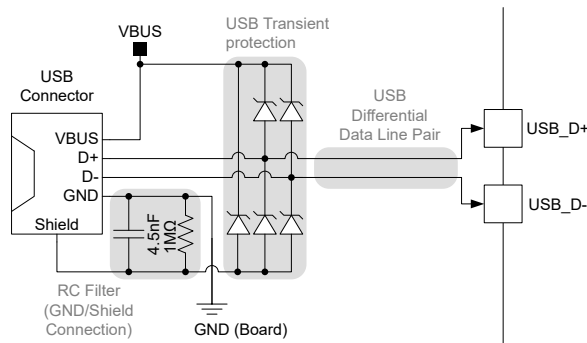 VBUS
USB Transient
protection
USB
Connector
USB
Differential
Data Line Pair
VBUS
D+
D-
GND
Shield
4.5nF
1MΩ
USB_D+
USB_D-
RC Filter
(GND/Shield
Connection)
GND (Board)